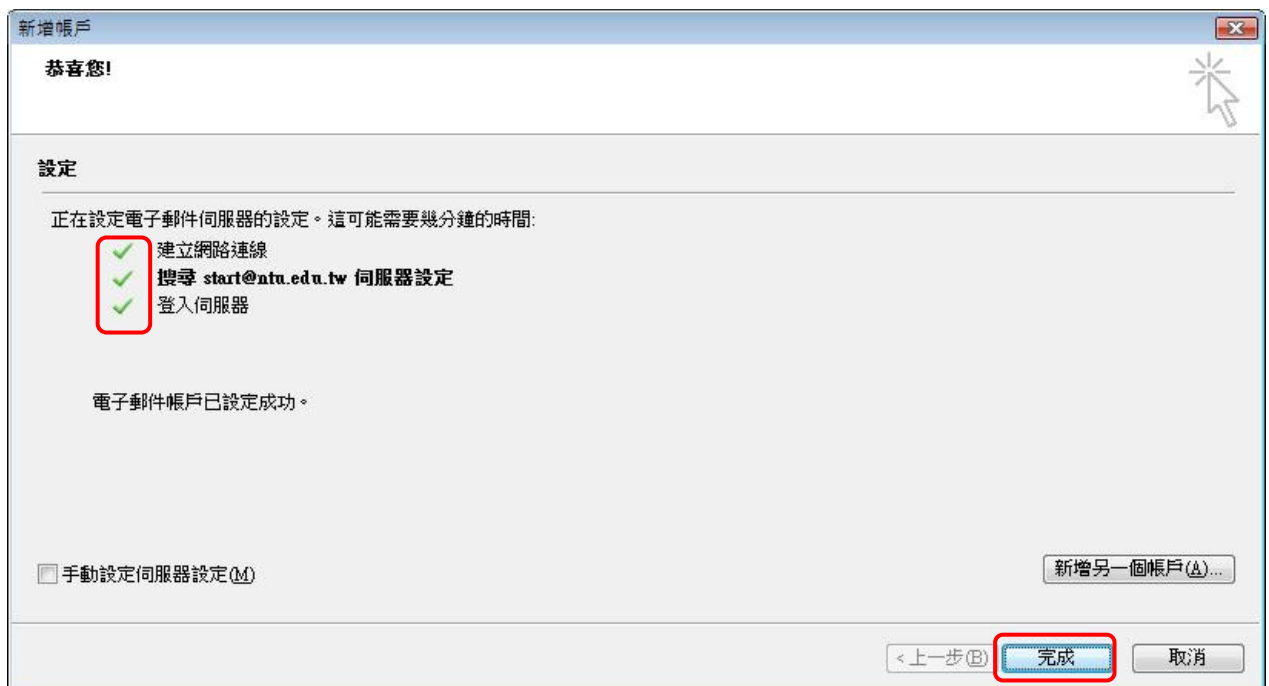 新增帳戶
恭喜您!
設定
正在設定電子郵件伺服器的設定。這可能需要幾分鐘的時間:
建立網路連線
搜尋 start@ntu.edu.tw 伺服器設定
登入伺服器
電子郵件帳戶已設定成功。
手動設定伺服器設定(M)
新增另一個帳戶(A)...
<上一步(B)
完成
取消